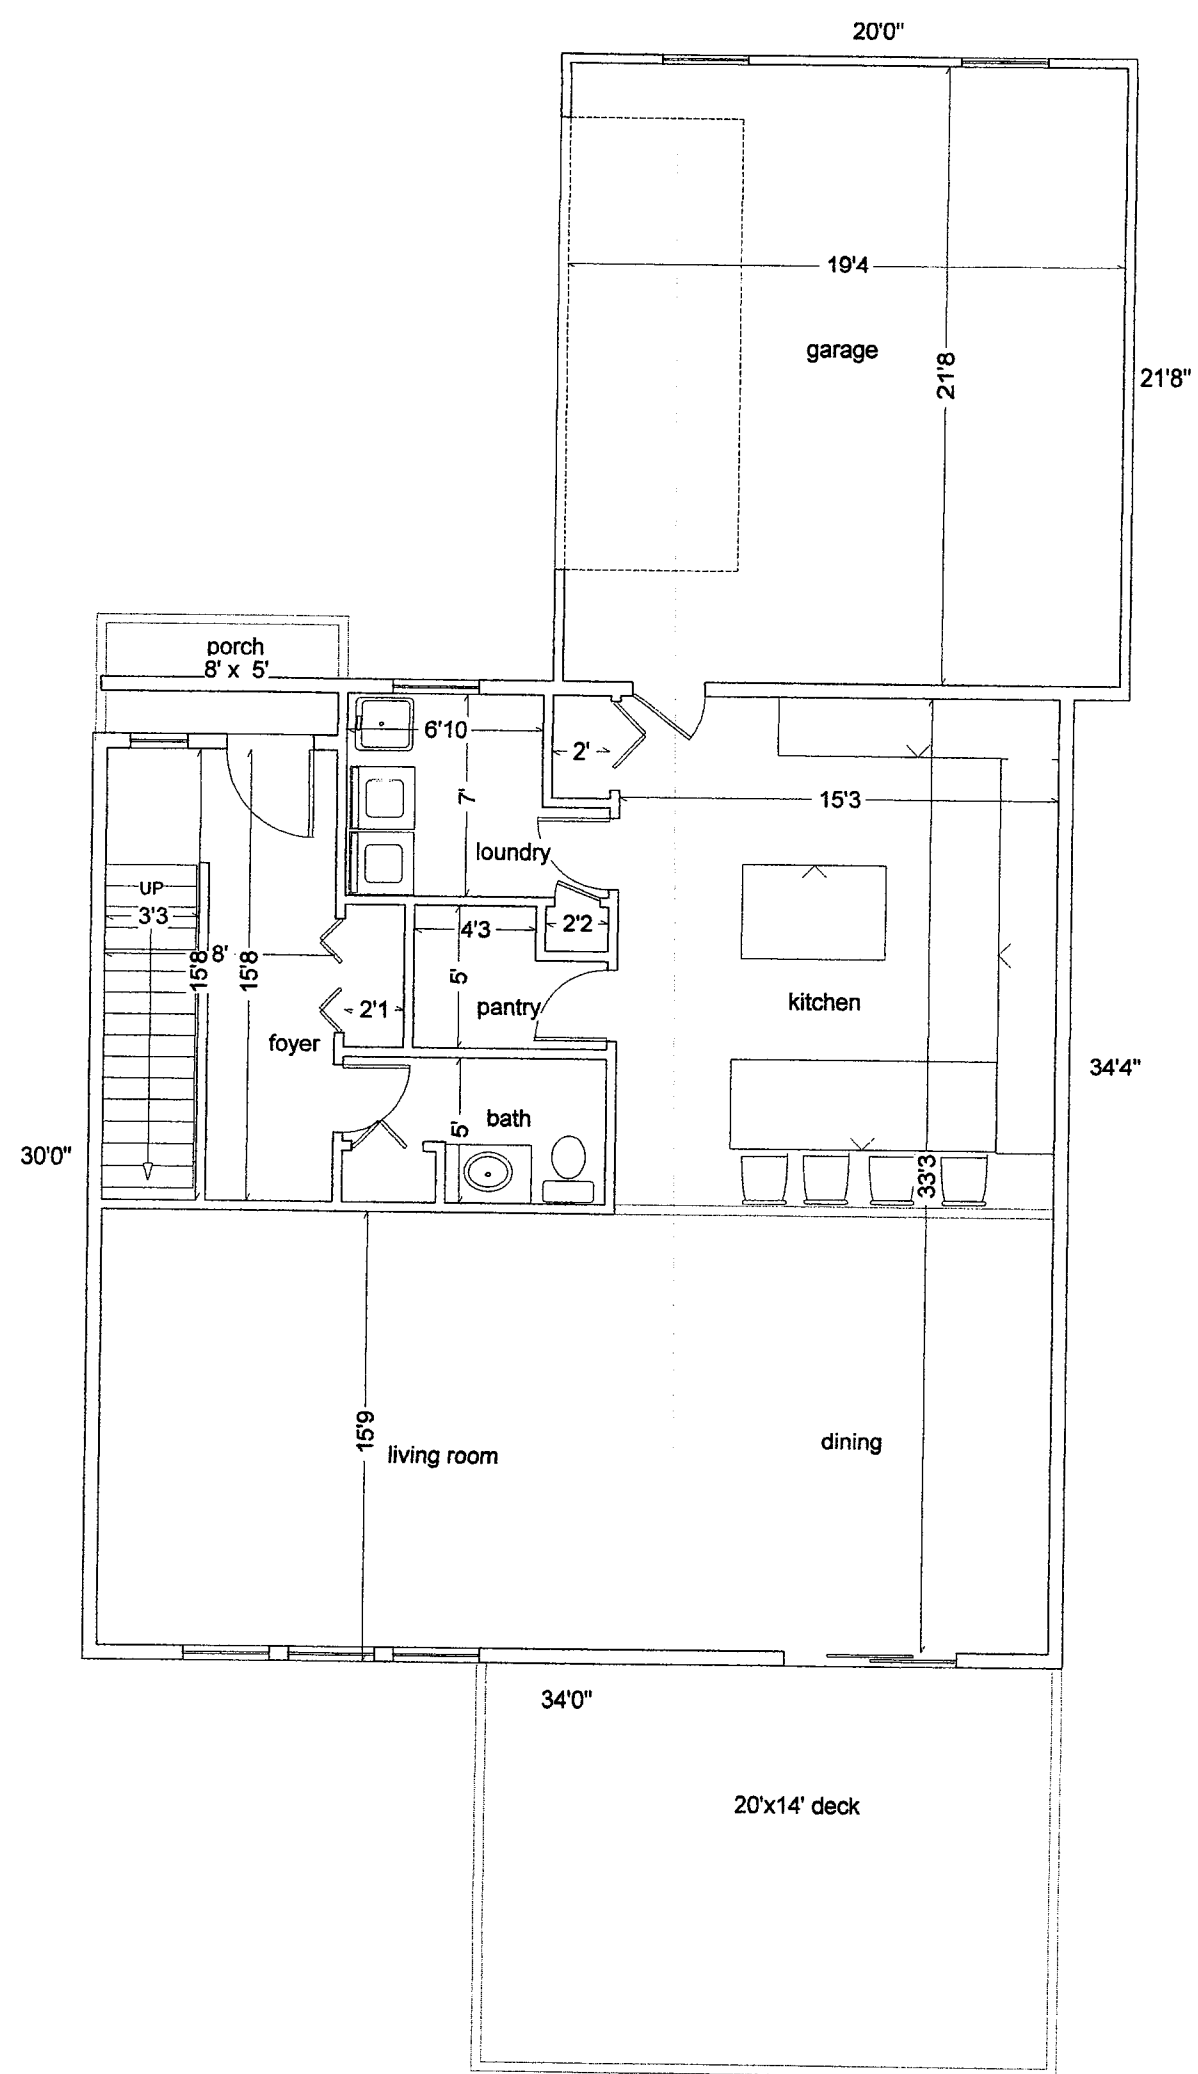 20'0"
19'4
garage
21'8
21'8"
porch
8' x 5'
6'10
2'
7'
15'3
loundry
UP
3'3
4'3
2'2
8'
15'8
15'8
5'
2'1
pantry
kitchen
foyer
34'4"
bath
5'
30'0"
33'3
15'9
living room
dining
34'0"
20'x14' deck